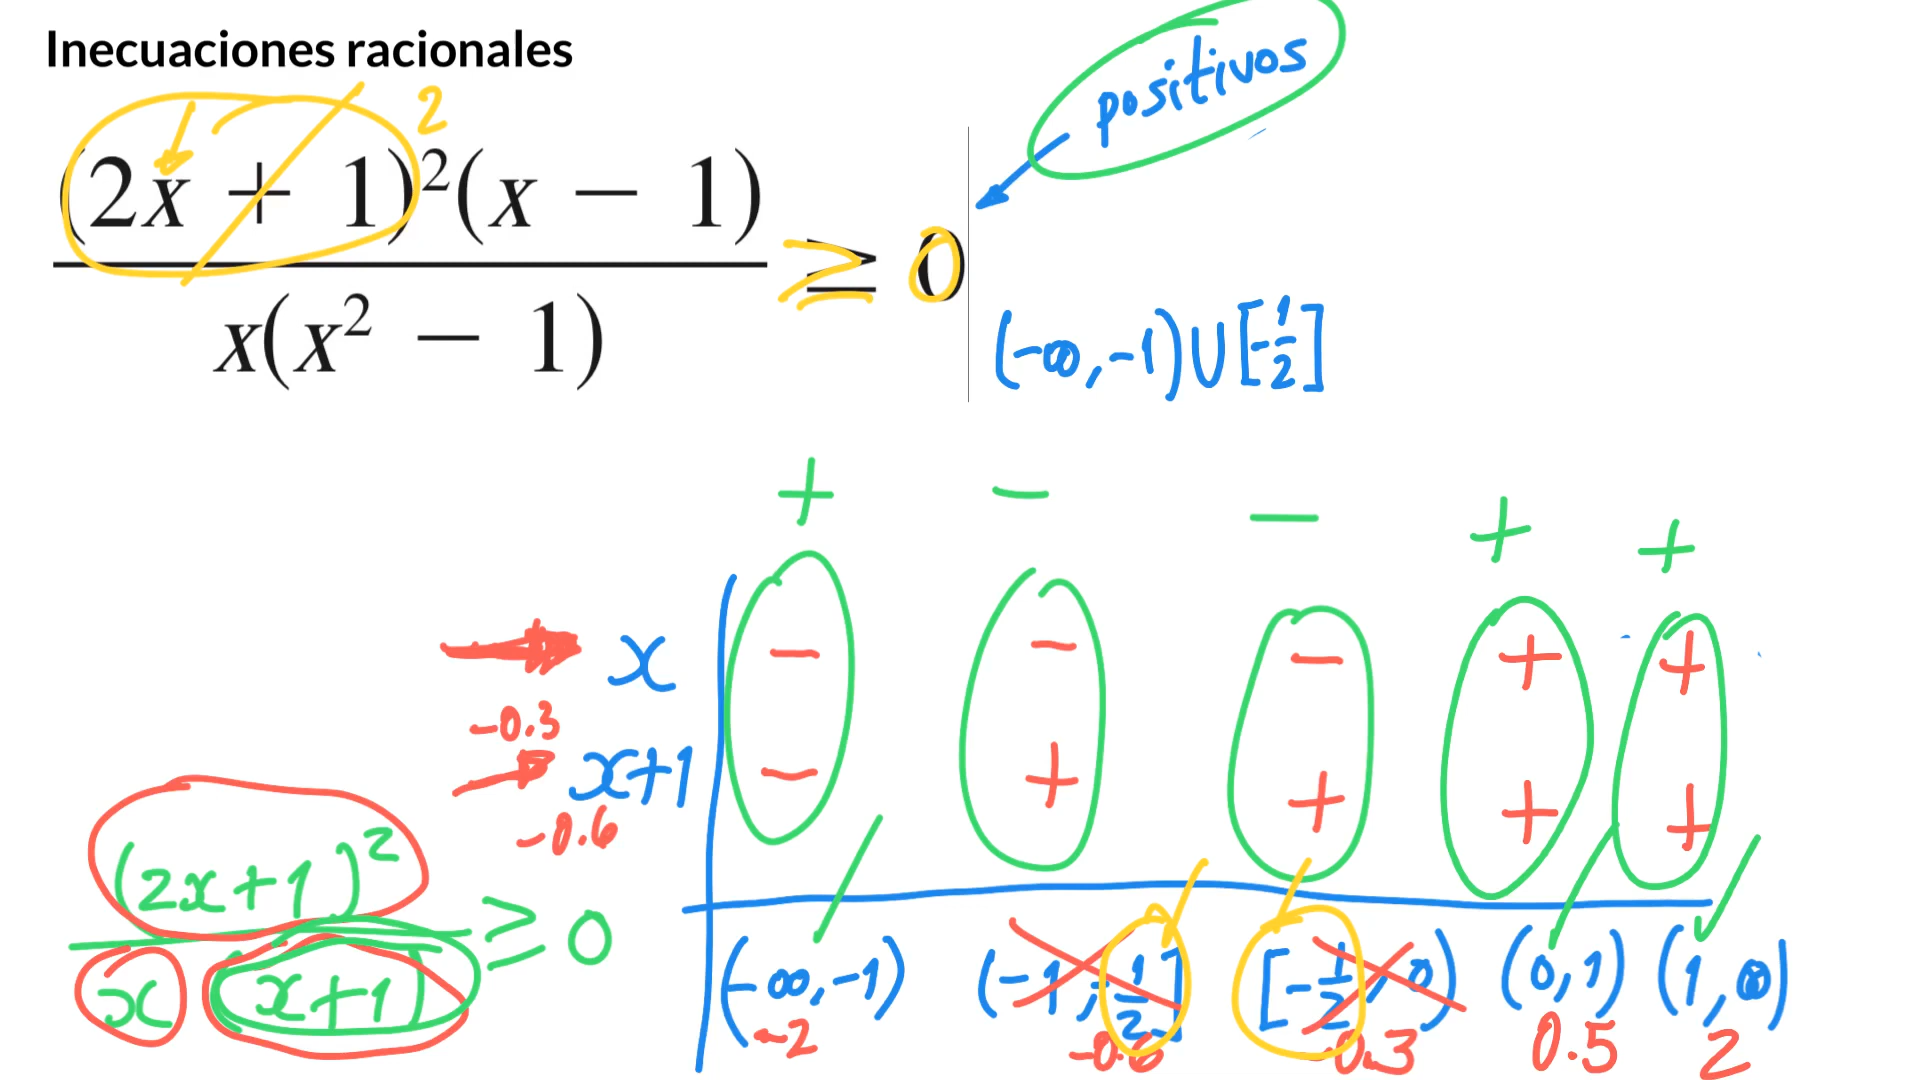 Inecuaciones racionales
positivos
2
(2x + 1)²(x − 1)
x(x² − 1)
≥ 0
≥ 0
(-∞, -1) ∪ [-1/2]
+ − − + +
x − − − + +
-0.3
x+1 − + + + +
-0.6
(2x+1)²
x (x+1)
≥ 0
(-∞, -1) (-1, -1/2] [-1/2, 0) (0, 1) (1, ∞)
-2 -0.6 -0.3 0.5 2